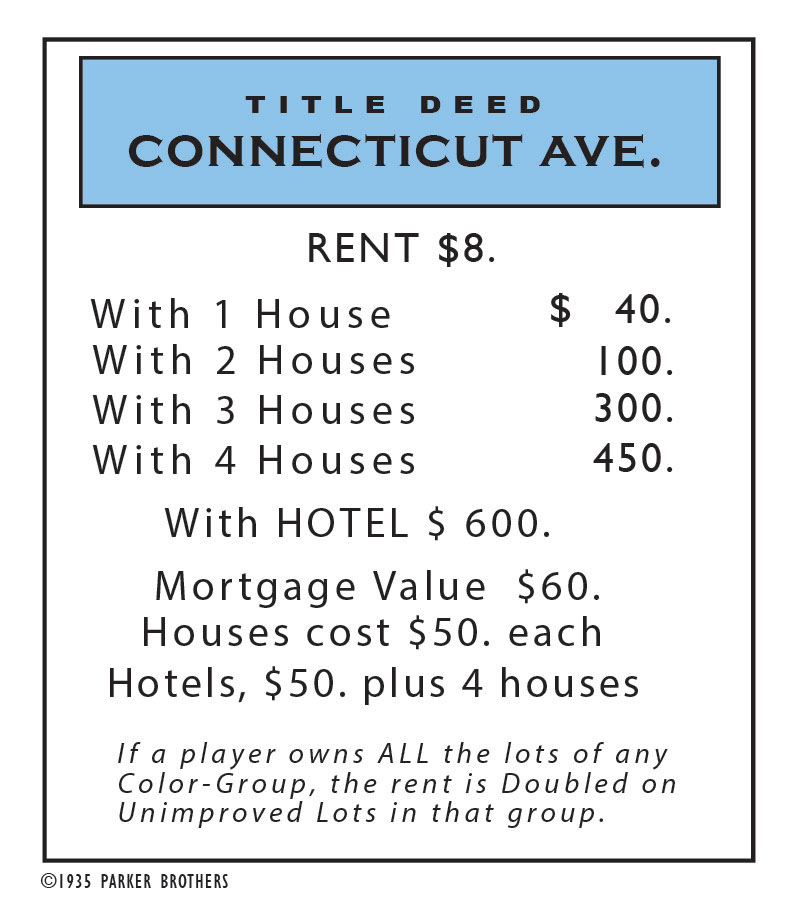 TITLE DEED
CONNECTICUT AVE.
RENT $8.
With 1 House $ 40.
With 2 Houses 100.
With 3 Houses 300.
With 4 Houses 450.
With HOTEL $ 600.
Mortgage Value $60.
Houses cost $50. each
Hotels, $50. plus 4 houses
If a player owns ALL the lots of any
Color-Group, the rent is Doubled on
Unimproved Lots in that group.
©1935 PARKER BROTHERS